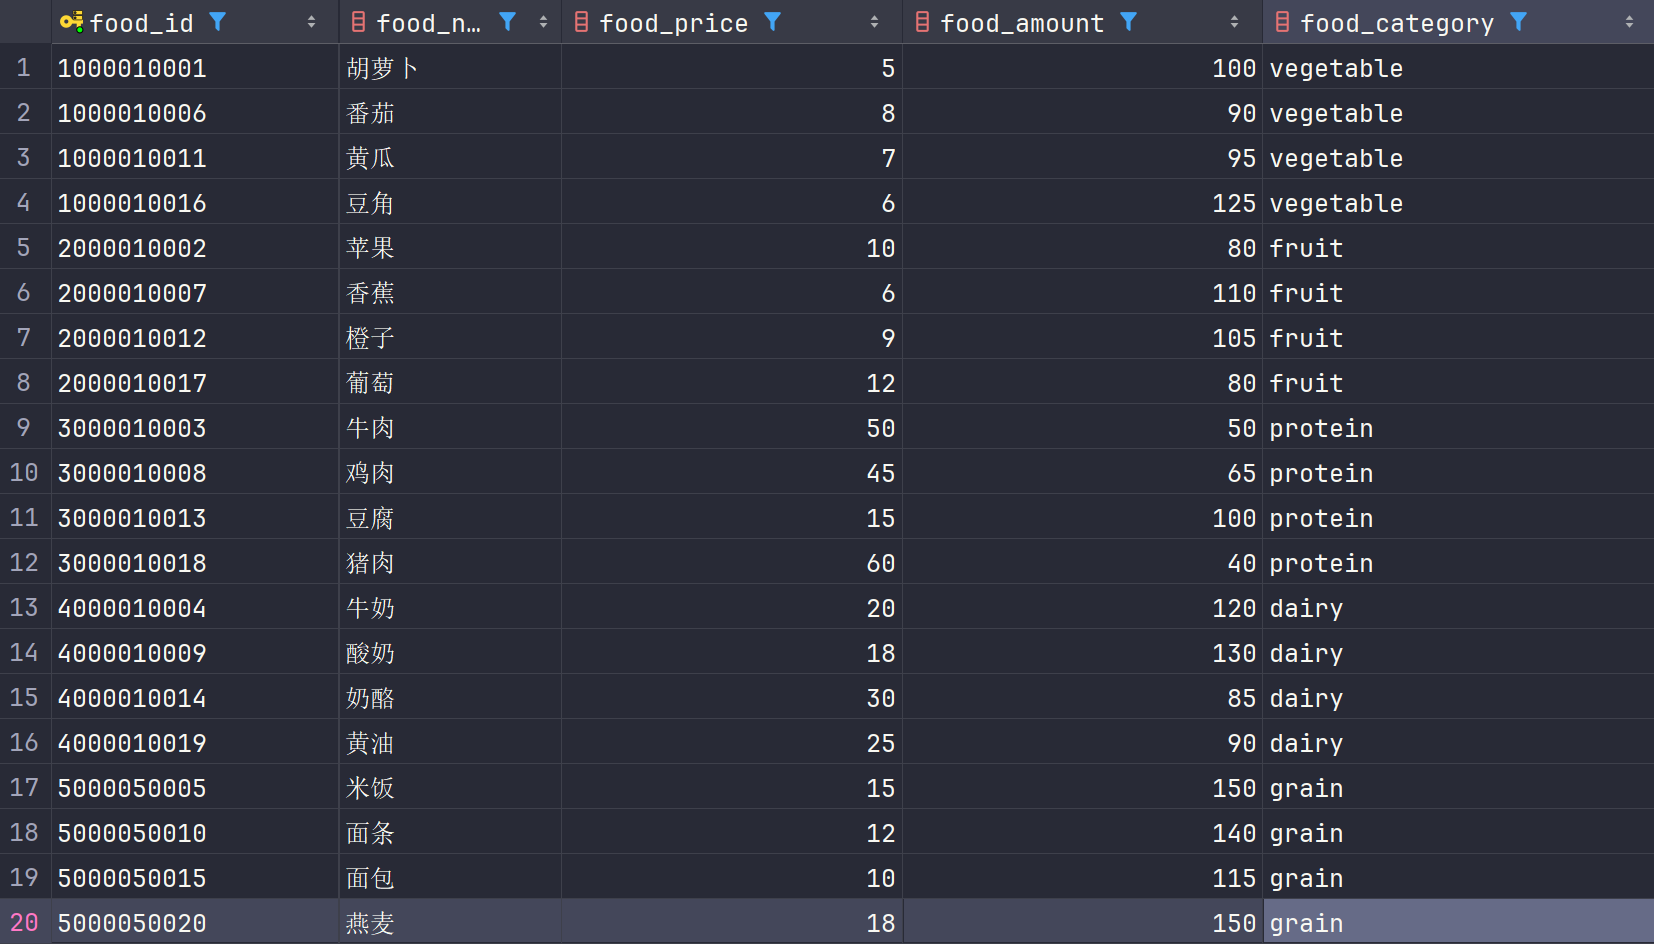 food_id food_n… food_price food_amount food_category
1 1000010001 胡萝卜 5 100 vegetable
2 1000010006 番茄 8 90 vegetable
3 1000010011 黄瓜 7 95 vegetable
4 1000010016 豆角 6 125 vegetable
5 2000010002 苹果 10 80 fruit
6 2000010007 香蕉 6 110 fruit
7 2000010012 橙子 9 105 fruit
8 2000010017 葡萄 12 80 fruit
9 3000010003 牛肉 50 50 protein
10 3000010008 鸡肉 45 65 protein
11 3000010013 豆腐 15 100 protein
12 3000010018 猪肉 60 40 protein
13 4000010004 牛奶 20 120 dairy
14 4000010009 酸奶 18 130 dairy
15 4000010014 奶酪 30 85 dairy
16 4000010019 黄油 25 90 dairy
17 5000050005 米饭 15 150 grain
18 5000050010 面条 12 140 grain
19 5000050015 面包 10 115 grain
20 5000050020 燕麦 18 150 grain